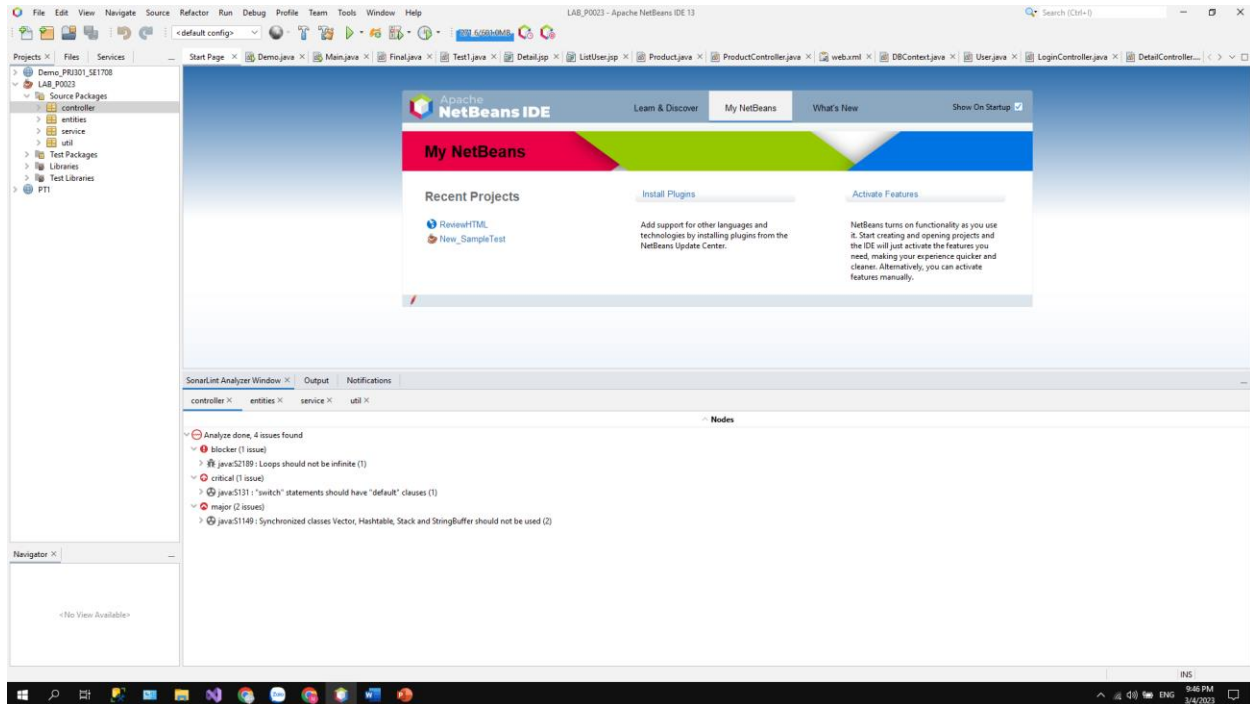 File Edit View Navigate Source Refactor Run Debug Profile Team Tools Window Help
LAB_P0023 - Apache NetBeans IDE 13
Search (Ctrl+I)
<default config>
Projects Files Services
Start Page Demo.java Main.java Final.java Test1.java Detail.jsp ListUser.jsp Product.java ProductController.java web.xml DBContext.java User.java LoginController.java DetailController....
Demo_PRJ301_SE1708
LAB_P0023
Source Packages
controller
entities
service
util
Test Packages
Libraries
Test Libraries
PT1
Apache
NetBeans IDE
Learn & Discover My NetBeans What's New Show On Startup
My NetBeans
Recent Projects
ReviewHTML
New_SampleTest
Install Plugins
Add support for other languages and
technologies by installing plugins from the
NetBeans Update Center.
Activate Features
NetBeans turns on functionality as you use
it. Start creating and opening projects and
the IDE will just activate the features you
need, making your experience quicker and
cleaner. Alternatively, you can activate
features manually.
SonarLint Analyzer Window Output Notifications
controller entities service util
Nodes
Analyze done, 4 issues found
blocker (1 issue)
java:S2189 : Loops should not be infinite (1)
critical (1 issue)
java:S131 : "switch" statements should have "default" clauses (1)
major (2 issues)
java:S1149 : Synchronized classes Vector, Hashtable, Stack and StringBuffer should not be used (2)
Navigator
<No View Available>
INS
Zalo
ENG
9:46 PM
3/4/2023